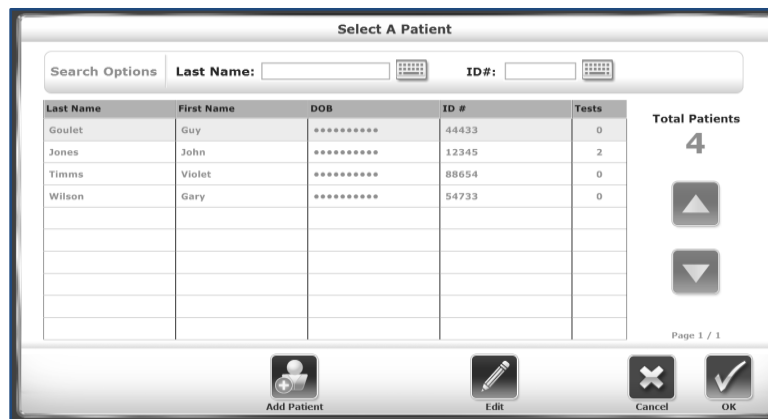 Select A Patient
Search Options Last Name: ID#:
Last Name First Name DOB ID # Tests
Goulet Guy •••••••••• 44433 0
Jones John •••••••••• 12345 2
Timms Violet •••••••••• 88654 0
Wilson Gary •••••••••• 54733 0
Total Patients
4
Page 1 / 1
Add Patient Edit Cancel OK